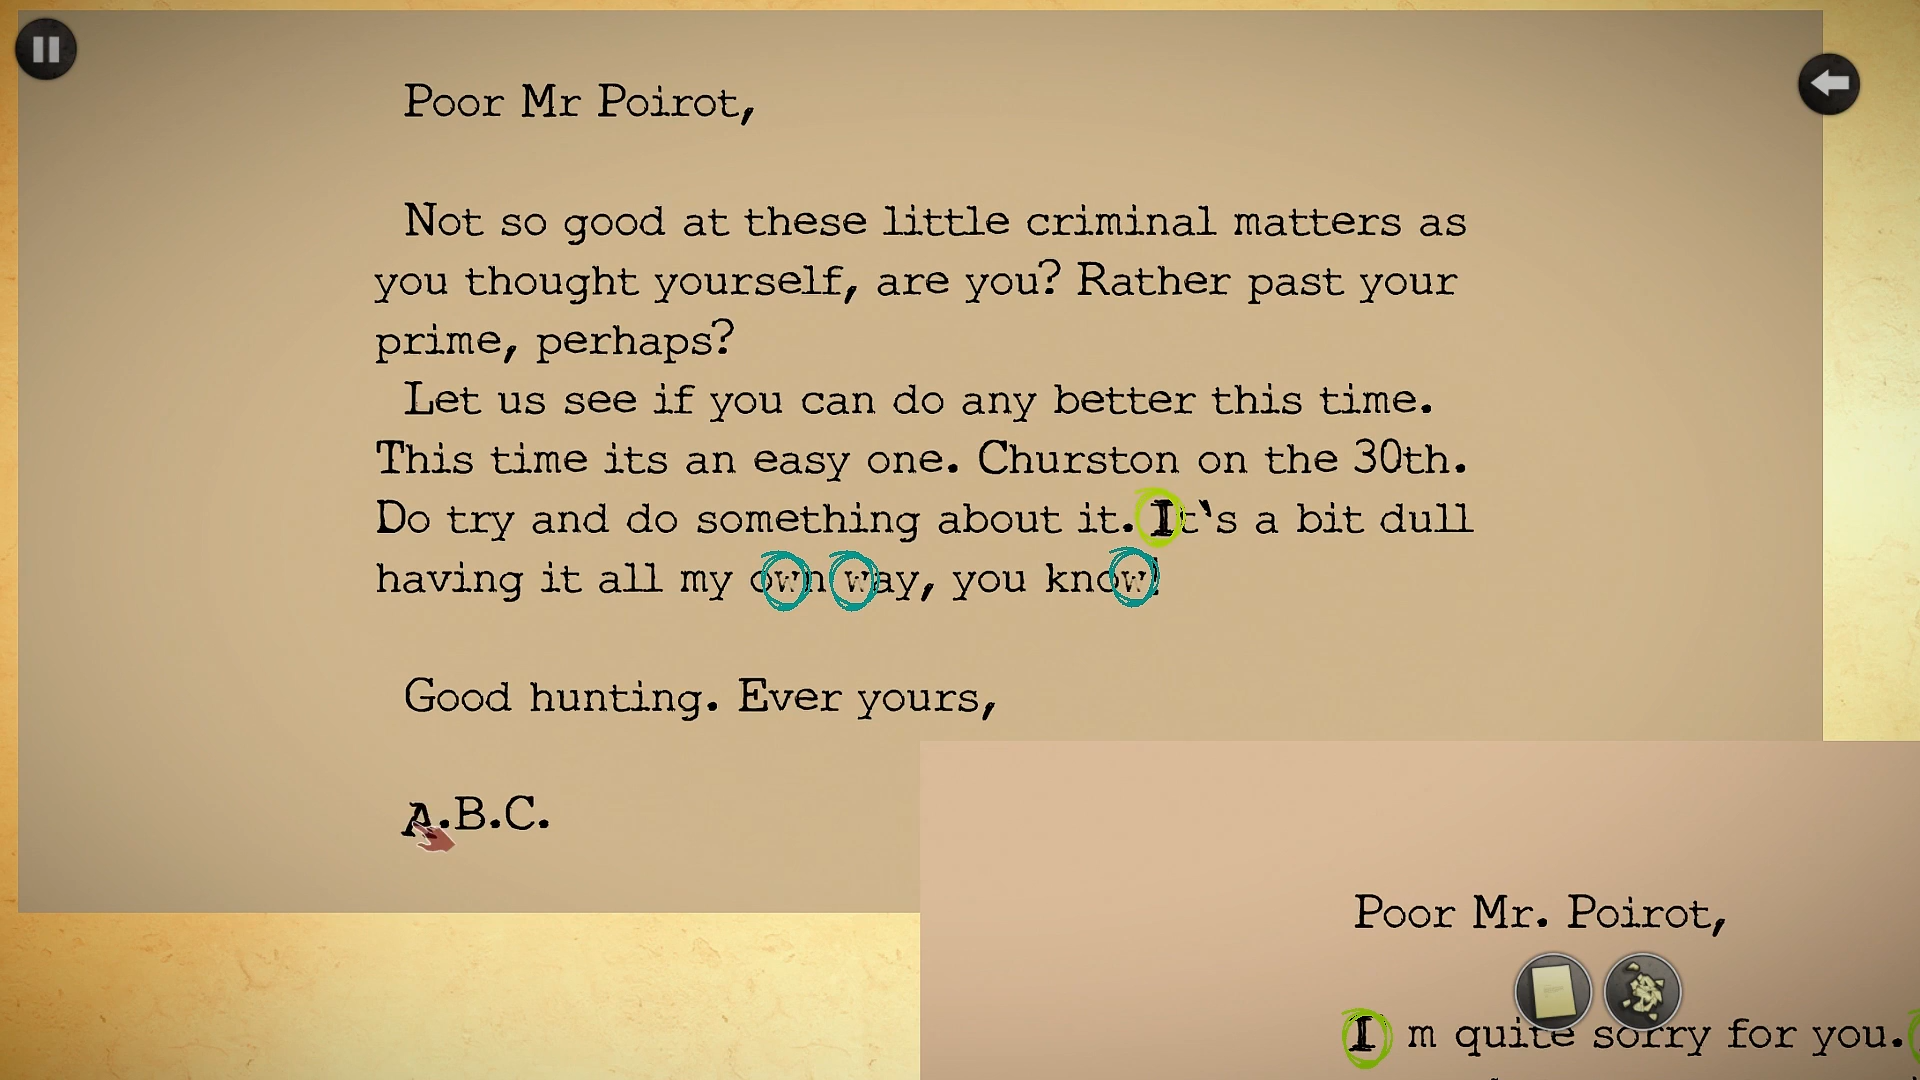 Poor Mr Poirot,
Not so good at these little criminal matters as
you thought yourself, are you? Rather past your
prime, perhaps?
Let us see if you can do any better this time.
This time its an easy one. Churston on the 30th.
Do try and do something about it. It's a bit dull
having it all my own way, you know!
Good hunting. Ever yours,
A.B.C.
Poor Mr. Poirot,
I m quite sorry for you.